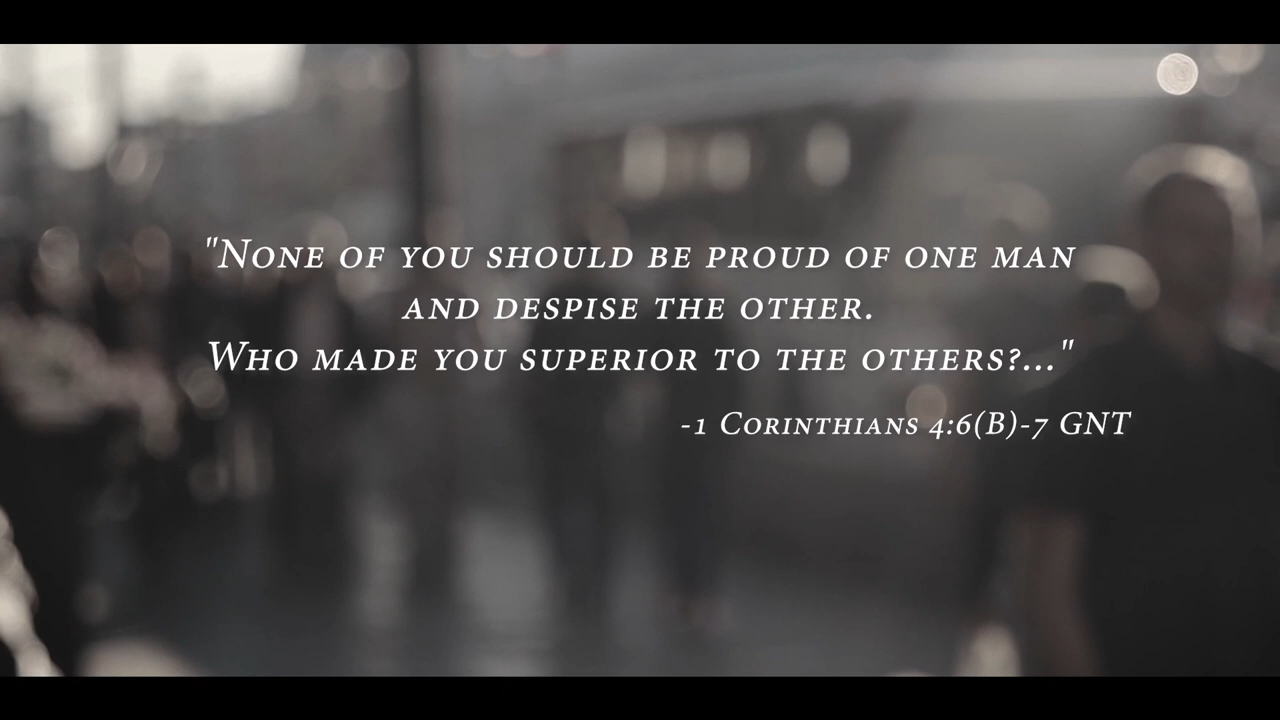 "None of you should be proud of one man
and despise the other.
Who made you superior to the others?..."
-1 Corinthians 4:6(B)-7 GNT